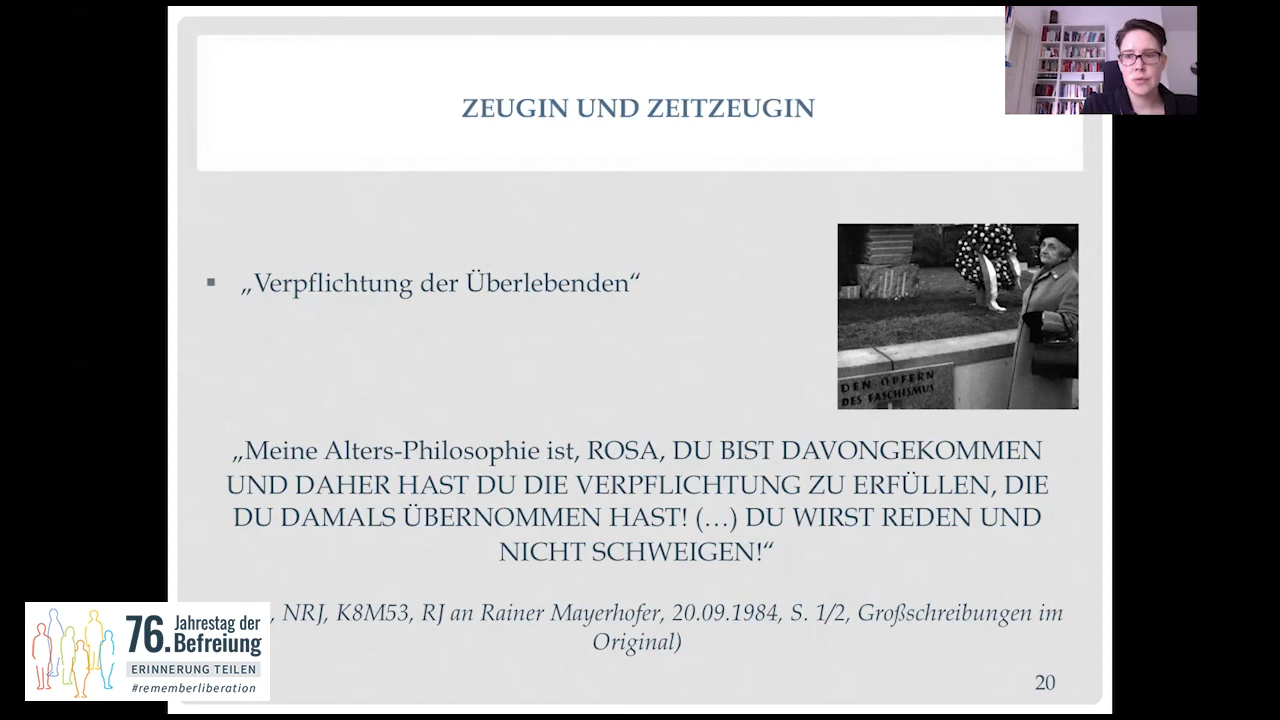 ZEUGIN UND ZEITZEUGIN
„Verpflichtung der Überlebenden“
DEN OPFERN
DES FASCHISMUS
„Meine Alters-Philosophie ist, ROSA, DU BIST DAVONGEKOMMEN
UND DAHER HAST DU DIE VERPFLICHTUNG ZU ERFÜLLEN, DIE
DU DAMALS ÜBERNOMMEN HAST! (…) DU WIRST REDEN UND
NICHT SCHWEIGEN!“
, NRJ, K8M53, RJ an Rainer Mayerhofer, 20.09.1984, S. 1/2, Großschreibungen im
Original)
76. Jahrestag der
Befreiung
ERINNERUNG TEILEN
#rememberliberation
20